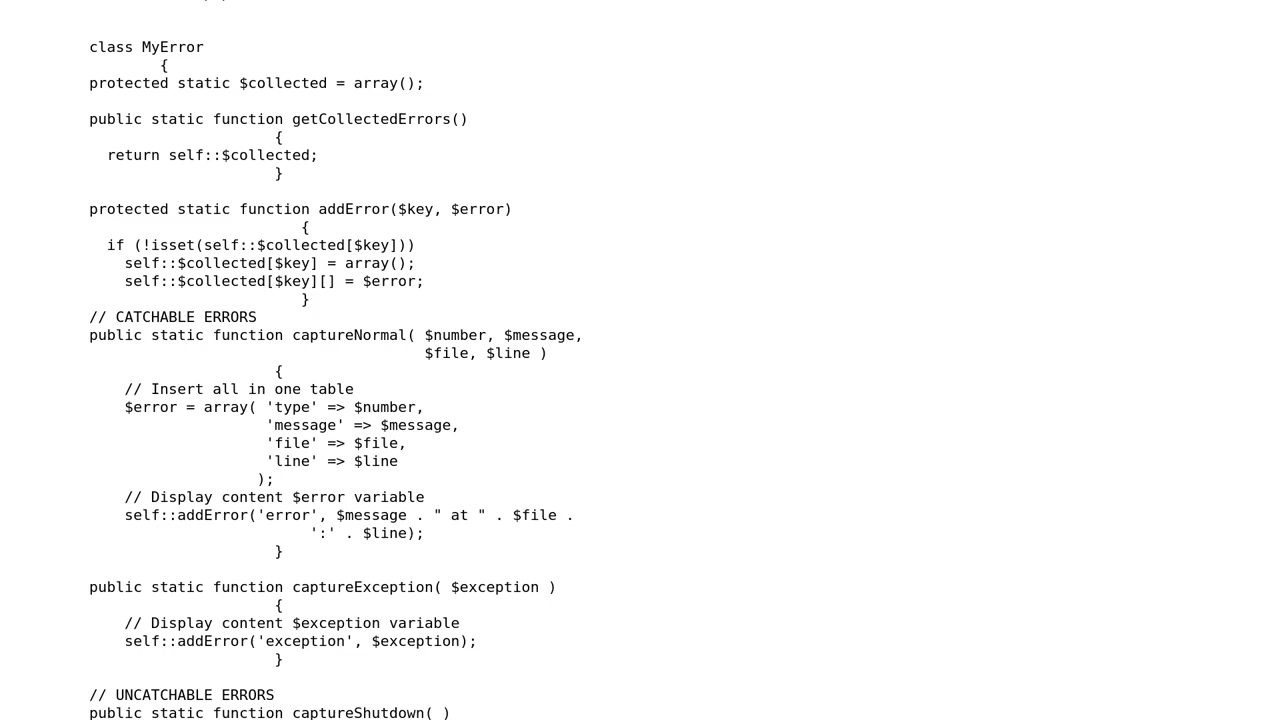 class MyError
        {
protected static $collected = array();

public static function getCollectedErrors()
                     {
  return self::$collected;
                     }

protected static function addError($key, $error)
                        {
  if (!isset(self::$collected[$key]))
    self::$collected[$key] = array();
    self::$collected[$key][] = $error;
                        }
// CATCHABLE ERRORS
public static function captureNormal( $number, $message,
                                      $file, $line )
                     {
    // Insert all in one table
    $error = array( 'type' => $number,
                    'message' => $message,
                    'file' => $file,
                    'line' => $line
                   );
    // Display content $error variable
    self::addError('error', $message . " at " . $file .
                         ':' . $line);
                     }

public static function captureException( $exception )
                     {
    // Display content $exception variable
    self::addError('exception', $exception);
                     }

// UNCATCHABLE ERRORS
public static function captureShutdown( )